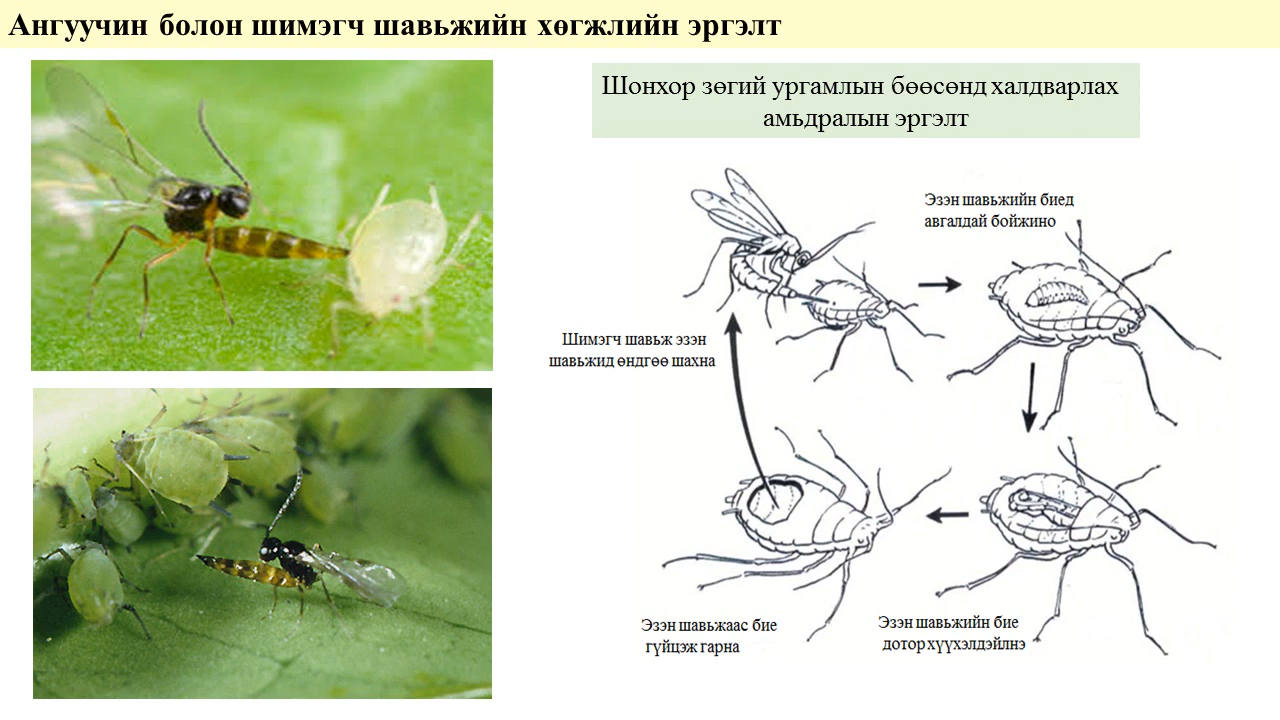 Ангуучин болон шимэгч шавьжийн хөгжлийн эргэлт
Шонхор зөгий ургамлын бөөсөнд халдварлах
амьдралын эргэлт
Эзэн шавьжийн биед
авгалдай бойжино
Шимэгч шавьж эзэн
шавьжид өндгөө шахна
Эзэн шавьжаас бие
гүйцэж гарна
Эзэн шавьжийн бие
дотор хүүхэлдэйлнэ